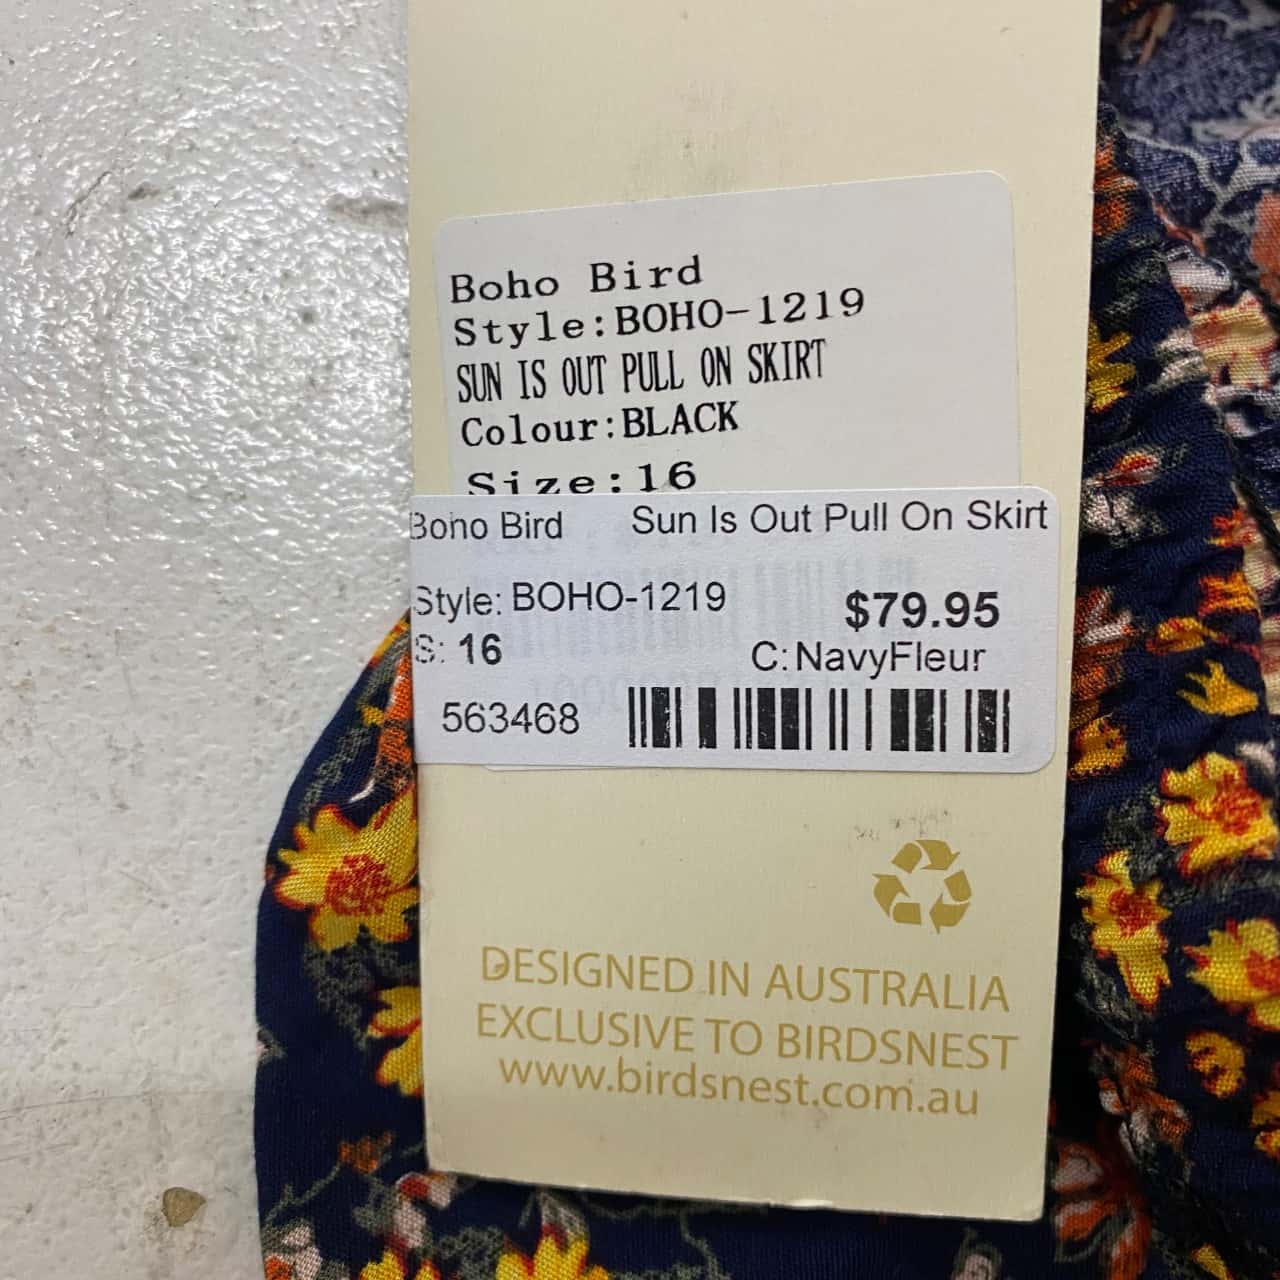 Boho Bird
Style:BOHO-1219
SUN IS OUT PULL ON SKIRT
Colour:BLACK
Size:16
Boho Bird Sun Is Out Pull On Skirt
Style: BOHO-1219
$79.95
S: 16
C: NavyFleur
563468
DESIGNED IN AUSTRALIA
EXCLUSIVE TO BIRDSNEST
www.birdsnest.com.au